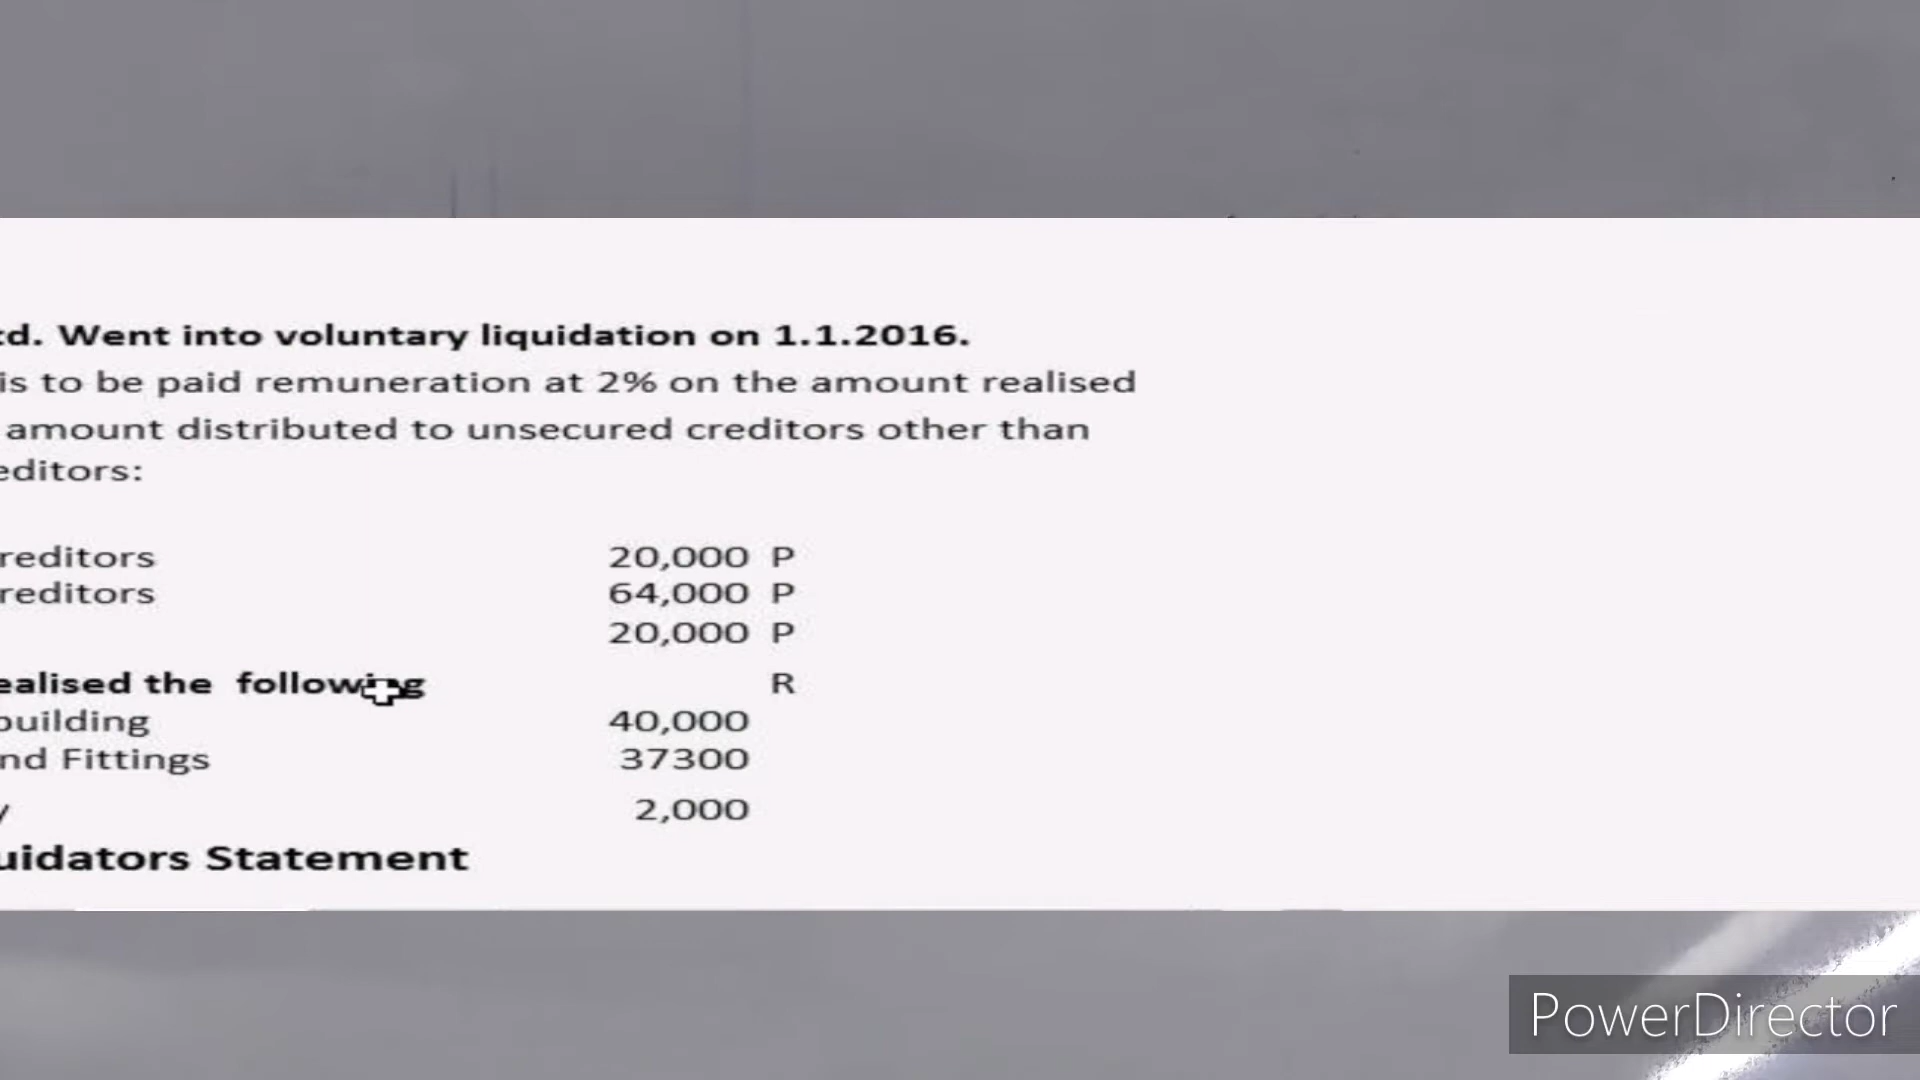 td. Went into voluntary liquidation on 1.1.2016.
is to be paid remuneration at 2% on the amount realised
amount distributed to unsecured creditors other than
editors:
reditors 20,000 P
reditors 64,000 P
20,000 P
ealised the following R
building 40,000
nd Fittings 37300
y 2,000
uidators Statement
PowerDirector